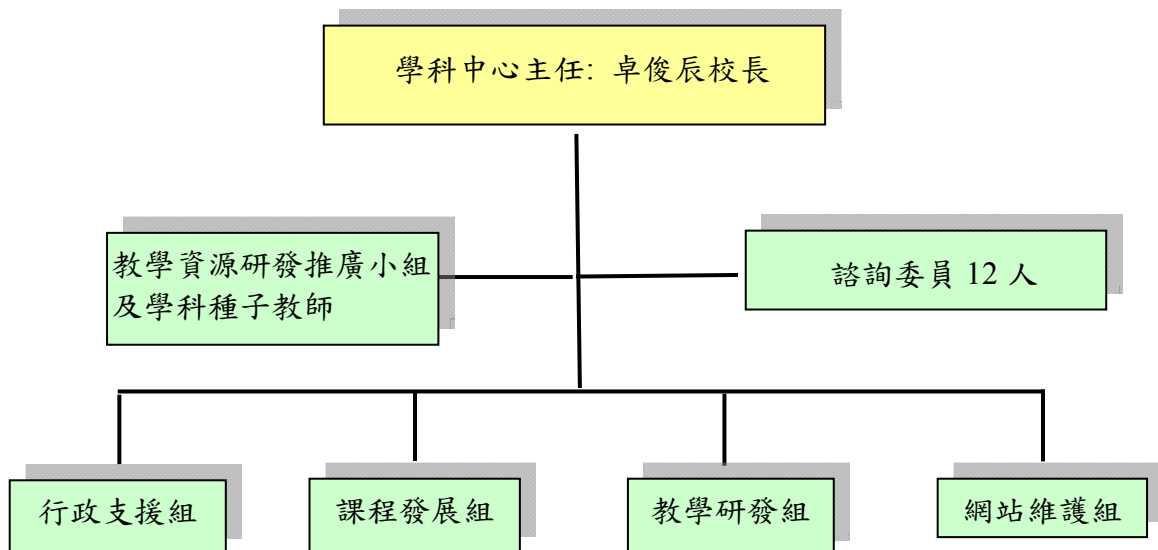 學科中心主任: 卓俊辰校長
教學資源研發推廣小組
及學科種子教師
諮詢委員 12 人
行政支援組
課程發展組
教學研發組
網站維護組